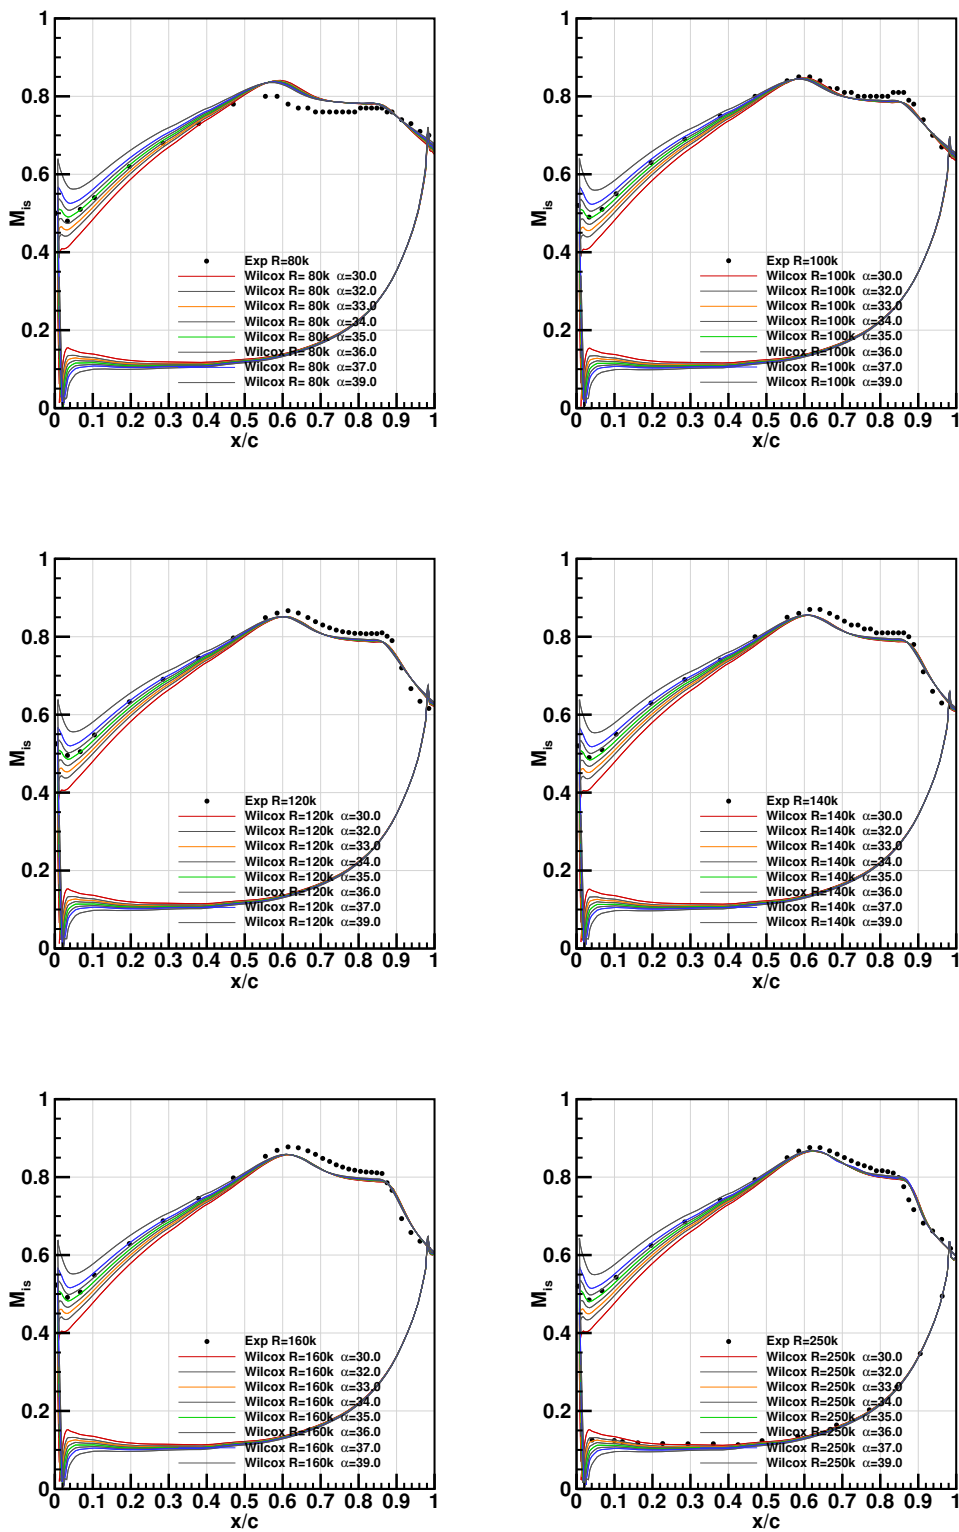 1
0.8
0.6
M_is
0.4
0.2
0
Exp R=80k
Wilcox R= 80k α=30.0
Wilcox R= 80k α=32.0
Wilcox R= 80k α=33.0
Wilcox R= 80k α=34.0
Wilcox R= 80k α=35.0
Wilcox R= 80k α=36.0
Wilcox R= 80k α=37.0
Wilcox R= 80k α=39.0
0 0.1 0.2 0.3 0.4 0.5 0.6 0.7 0.8 0.9 1
x/c
1
0.8
0.6
M_is
0.4
0.2
0
Exp R=100k
Wilcox R=100k α=30.0
Wilcox R=100k α=32.0
Wilcox R=100k α=33.0
Wilcox R=100k α=34.0
Wilcox R=100k α=35.0
Wilcox R=100k α=36.0
Wilcox R=100k α=37.0
Wilcox R=100k α=39.0
0 0.1 0.2 0.3 0.4 0.5 0.6 0.7 0.8 0.9 1
x/c
1
0.8
0.6
M_is
0.4
0.2
0
Exp R=120k
Wilcox R=120k α=30.0
Wilcox R=120k α=32.0
Wilcox R=120k α=33.0
Wilcox R=120k α=34.0
Wilcox R=120k α=35.0
Wilcox R=120k α=36.0
Wilcox R=120k α=37.0
Wilcox R=120k α=39.0
0 0.1 0.2 0.3 0.4 0.5 0.6 0.7 0.8 0.9 1
x/c
1
0.8
0.6
M_is
0.4
0.2
0
Exp R=140k
Wilcox R=140k α=30.0
Wilcox R=140k α=32.0
Wilcox R=140k α=33.0
Wilcox R=140k α=34.0
Wilcox R=140k α=35.0
Wilcox R=140k α=36.0
Wilcox R=140k α=37.0
Wilcox R=140k α=39.0
0 0.1 0.2 0.3 0.4 0.5 0.6 0.7 0.8 0.9 1
x/c
1
0.8
0.6
M_is
0.4
0.2
0
Exp R=160k
Wilcox R=160k α=30.0
Wilcox R=160k α=32.0
Wilcox R=160k α=33.0
Wilcox R=160k α=34.0
Wilcox R=160k α=35.0
Wilcox R=160k α=36.0
Wilcox R=160k α=37.0
Wilcox R=160k α=39.0
0 0.1 0.2 0.3 0.4 0.5 0.6 0.7 0.8 0.9 1
x/c
1
0.8
0.6
M_is
0.4
0.2
0
Exp R=250k
Wilcox R=250k α=30.0
Wilcox R=250k α=32.0
Wilcox R=250k α=33.0
Wilcox R=250k α=34.0
Wilcox R=250k α=35.0
Wilcox R=250k α=36.0
Wilcox R=250k α=37.0
Wilcox R=250k α=39.0
0 0.1 0.2 0.3 0.4 0.5 0.6 0.7 0.8 0.9 1
x/c